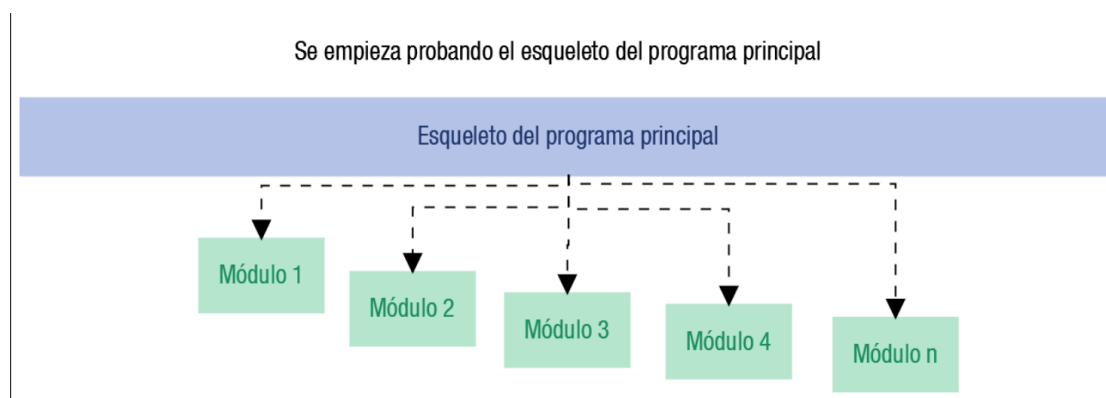 Se empieza probando el esqueleto del programa principal
Esqueleto del programa principal
Módulo 1
Módulo 2
Módulo 3
Módulo 4
Módulo n